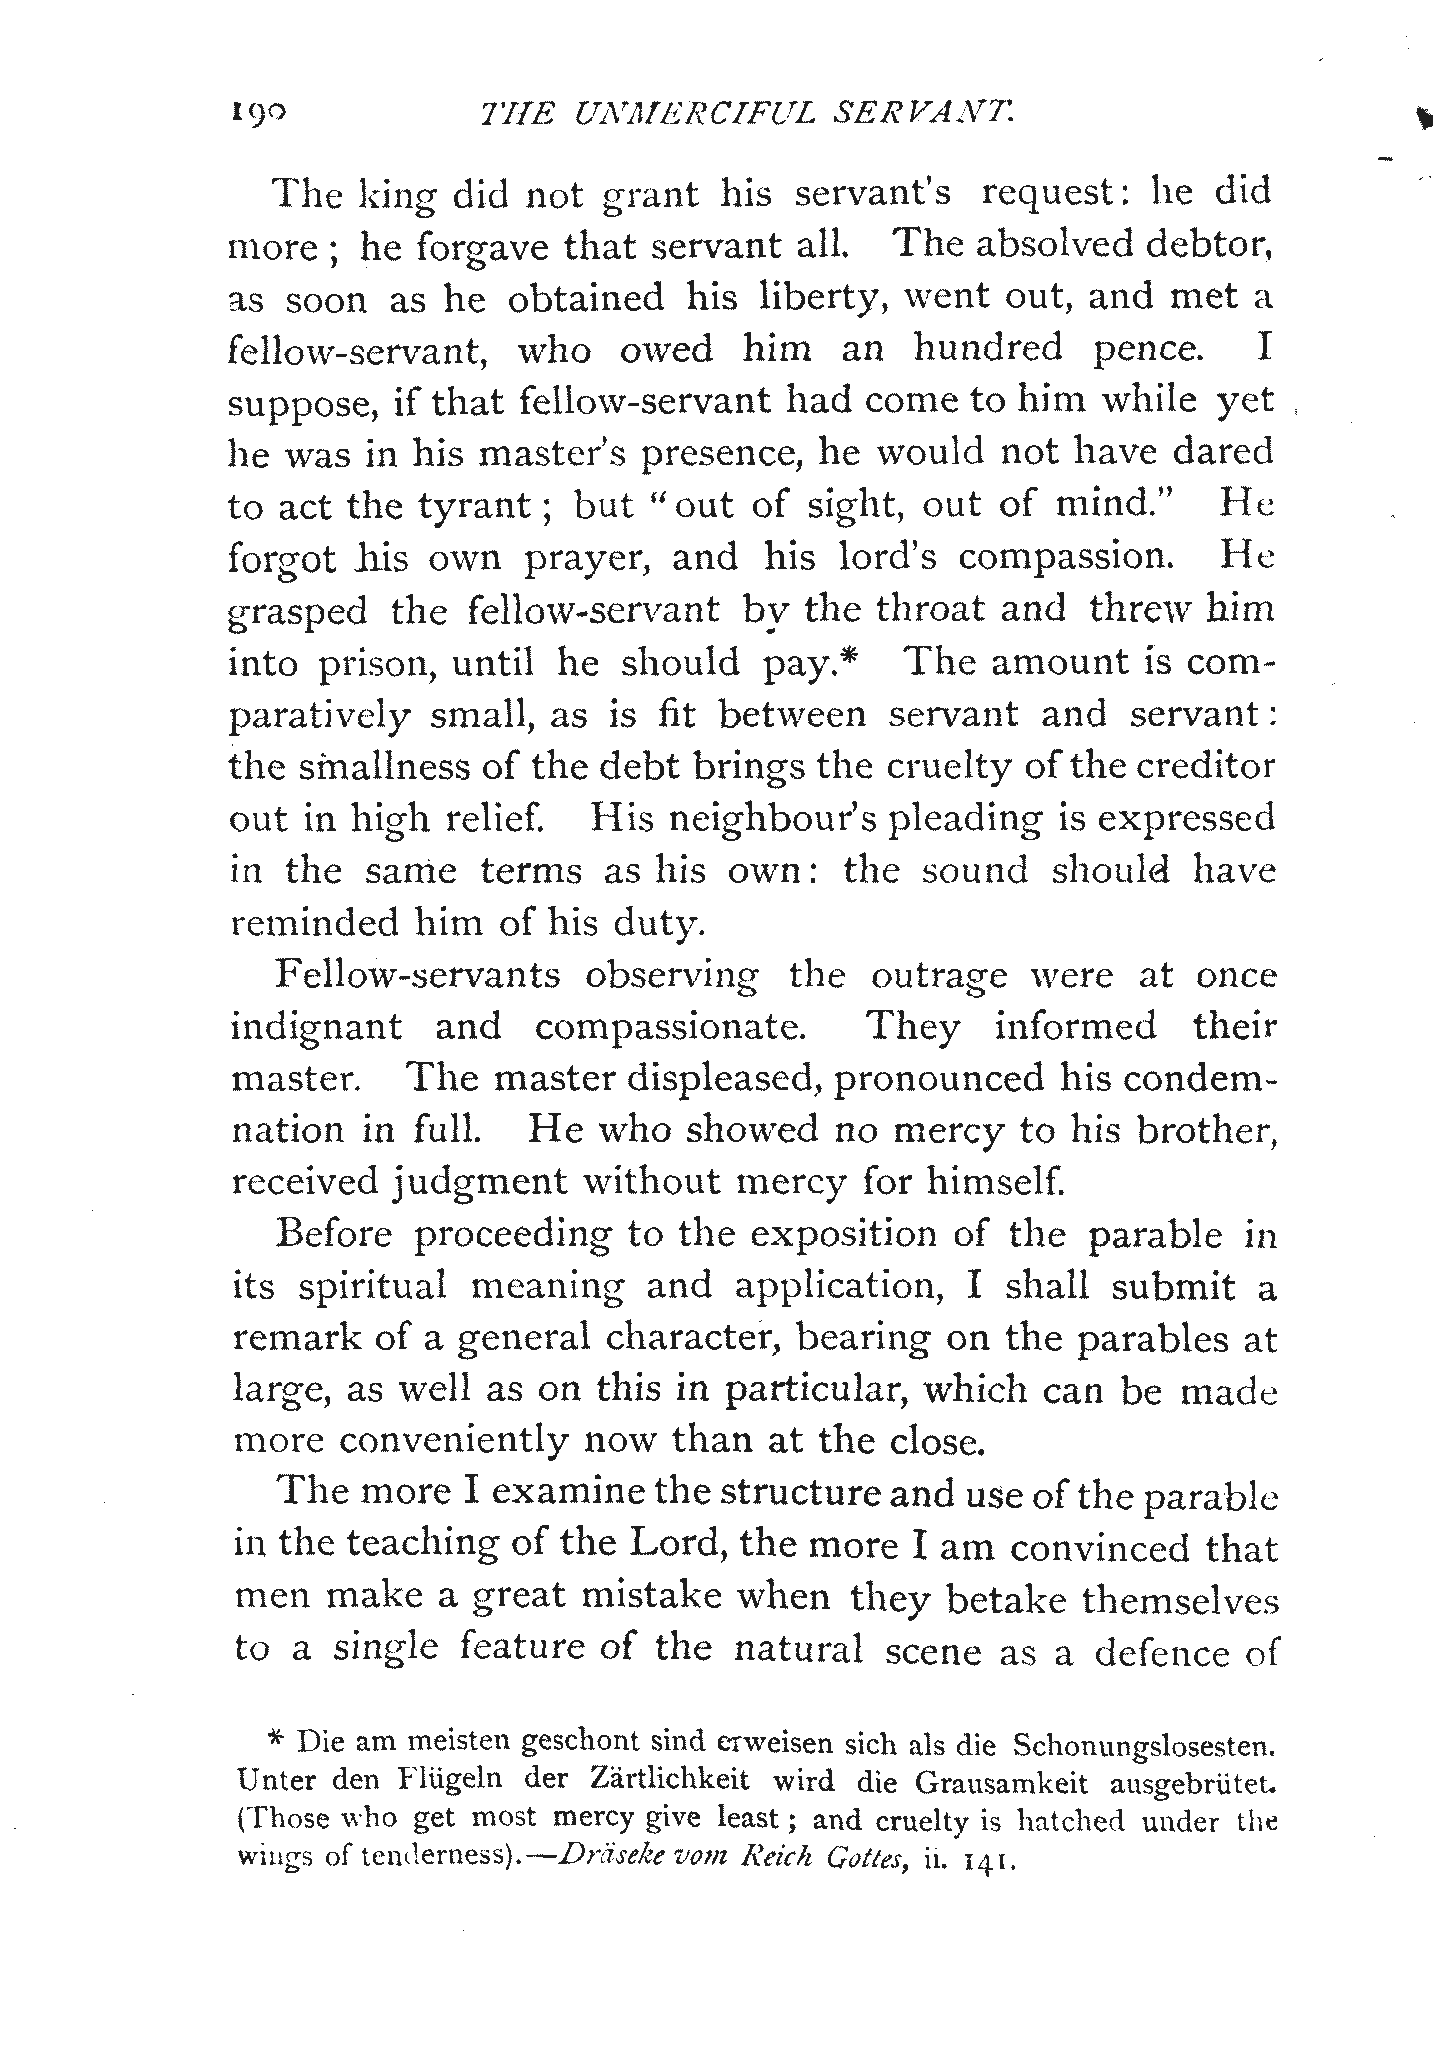 190 THE UNMERCIFUL SERVANT.
The king did not grant his servant's request: he did
more; he forgave that servant all. The absolved debtor,
as soon as he obtained his liberty, went out, and met a
fellow-servant, who owed him an hundred pence. I
suppose, if that fellow-servant had come to him while yet
he was in his master's presence, he would not have dared
to act the tyrant; but "out of sight, out of mind." He
forgot his own prayer, and his lord's compassion. He
grasped the fellow-servant by the throat and threw him
into prison, until he should pay.* The amount is com-
paratively small, as is fit between servant and servant:
the smallness of the debt brings the cruelty of the creditor
out in high relief. His neighbour's pleading is expressed
in the same terms as his own: the sound should have
reminded him of his duty.
Fellow-servants observing the outrage were at once
indignant and compassionate. They informed their
master. The master displeased, pronounced his condem-
nation in full. He who showed no mercy to his brother,
received judgment without mercy for himself.
Before proceeding to the exposition of the parable in
its spiritual meaning and application, I shall submit a
remark of a general character, bearing on the parables at
large, as well as on this in particular, which can be made
more conveniently now than at the close.
The more I examine the structure and use of the parable
in the teaching of the Lord, the more I am convinced that
men make a great mistake when they betake themselves
to a single feature of the natural scene as a defence of
* Die am meisten geschont sind erweisen sich als die Schonungslosesten.
Unter den Flügeln der Zärtlichkeit wird die Grausamkeit ausgebrütet.
(Those who get most mercy give least; and cruelty is hatched under the
wings of tenderness).—Dräseke vom Reich Gottes, ii. 141.